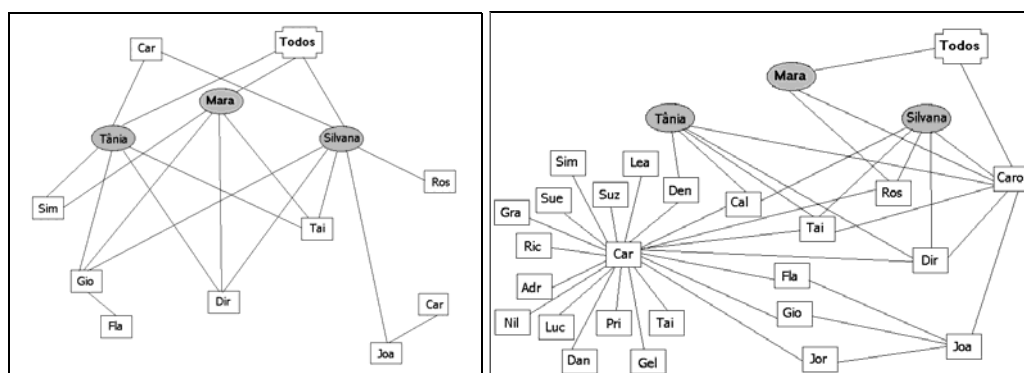 Car
Todos
Mara
Tânia
Silvana
Sim
Ros
Tai
Gio
Dir
Fla
Car
Joa
Todos
Mara
Tânia
Silvana
Sim
Lea
Den
Sue
Suz
Cal
Ros
Caro
Gra
Tai
Ric
Car
Dir
Adr
Fla
Nil
Luc
Pri
Tai
Gio
Dan
Gel
Jor
Joa